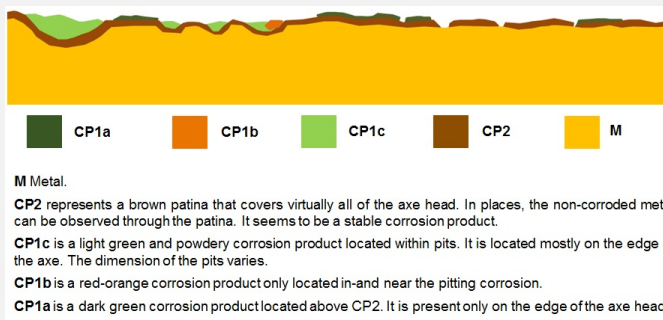 CP1a CP1b CP1c CP2 M
M Metal.
CP2 represents a brown patina that covers virtually all of the axe head. In places, the non-corroded met
can be observed through the patina. It seems to be a stable corrosion product.
CP1c is a light green and powdery corrosion product located within pits. It is located mostly on the edge
the axe. The dimension of the pits varies.
CP1b is a red-orange corrosion product only located in-and near the pitting corrosion.
CP1a is a dark green corrosion product located above CP2. It is present only on the edge of the axe head